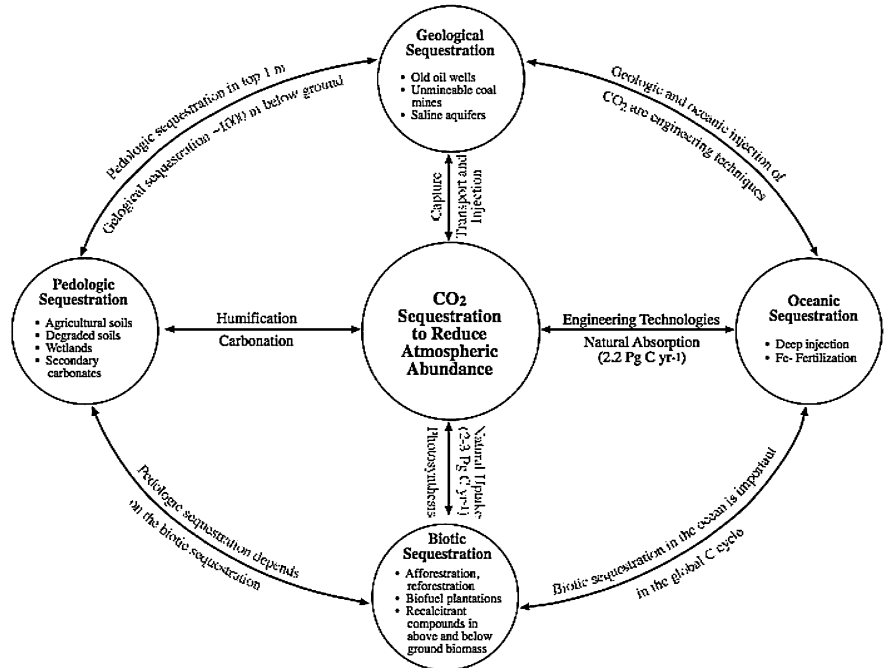 Geological
Sequestration
• Old oil wells
• Unmineable coal
mines
• Saline aquifers
Pedologic sequestration in top 1 m
Gelogical sequestration ~1000 m below ground
Geologic and oceanic injection of
CO2 are engineering techniques
Capture
Transport and
Injection
Pedologic
Sequestration
▪ Agricultural soils
▪ Degraded soils
▪ Wetlands
▪ Secondary
carbonates
Humification
Carbonation
CO2
Sequestration
to Reduce
Atmospheric
Abundance
Engineering Technologies
Natural Absorption
(2.2 Pg C yr-1)
Oceanic
Sequestration
• Deep injection
• Fe- Fertilization
Natural Uptake
(2-3 Pg C yr-1)
Photosynthesis
Pedologic sequestration depends
on the biotic sequestration
Biotic
Sequestration
• Afforestration,
reforestration
• Biofuel plantations
• Recalcitrant
compounds in
above and below
ground biomass
Biotic sequestration in the ocean is important
in the global C cyclo